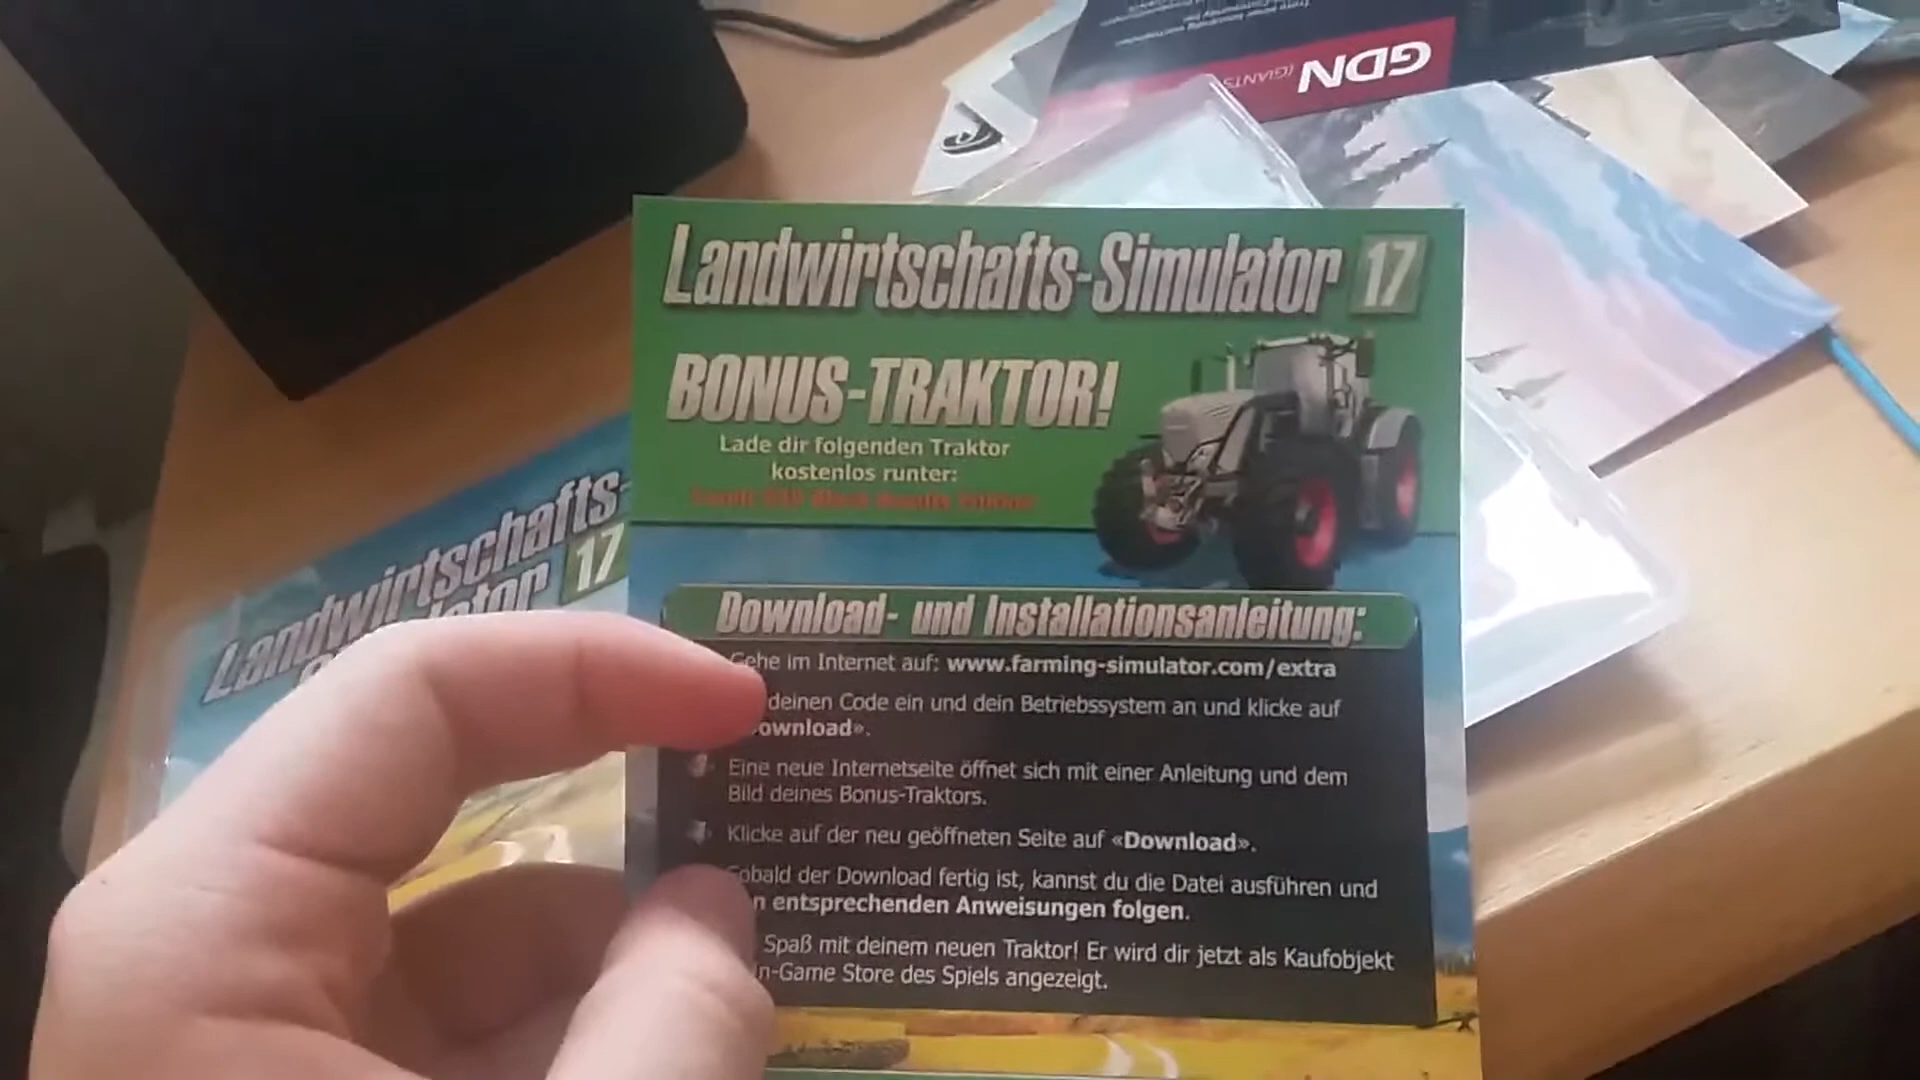 GDN (GIANTS
Landwirtschafts-Simulator 17
BONUS-TRAKTOR!
Lade dir folgenden Traktor
kostenlos runter:
Landwirtschafts-
17
Download- und Installationsanleitung:
Gehe im Internet auf: www.farming-simulator.com/extra
deinen Code ein und dein Betriebssystem an und klicke auf
ownload».
Eine neue Internetseite öffnet sich mit einer Anleitung und dem
Bild deines Bonus-Traktors.
Klicke auf der neu geöffneten Seite auf «Download».
Sobald der Download fertig ist, kannst du die Datei ausführen und
n entsprechenden Anweisungen folgen.
Spaß mit deinem neuen Traktor! Er wird dir jetzt als Kaufobjekt
n-Game Store des Spiels angezeigt.